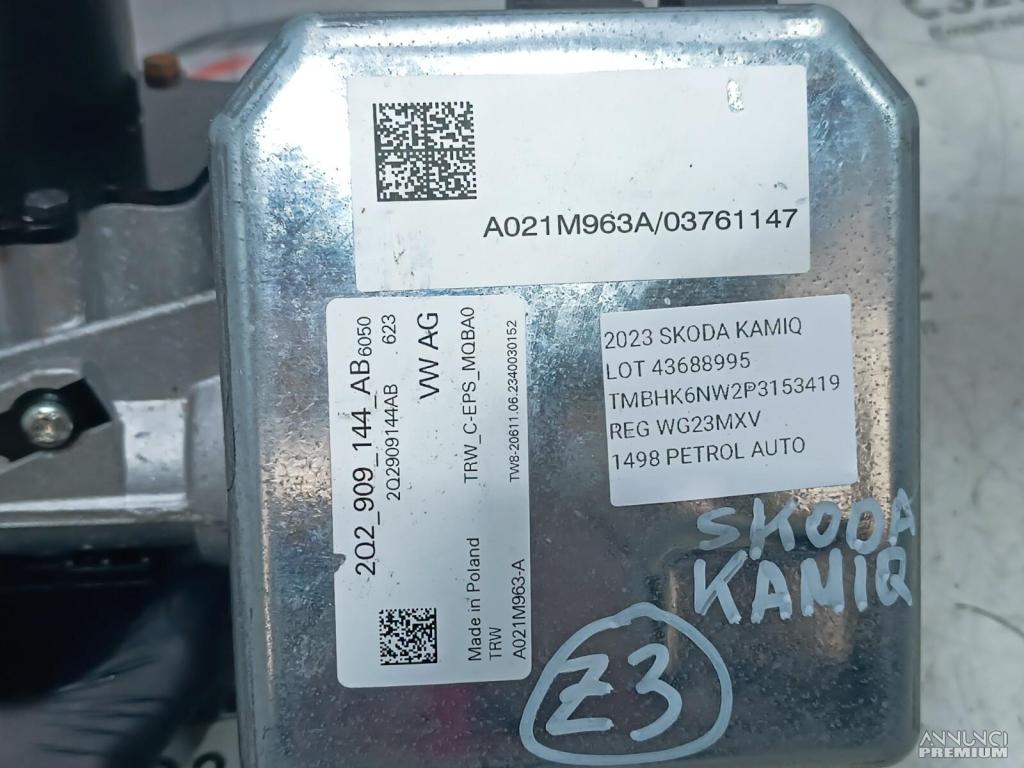 A021M963A/03761147
2Q2_909_144_AB
6050
2Q2909144AB
623
VW AG
TRW_C-EPS_MQBA0
TW8-20611.06.2340030152
Made in Poland
TRW
A021M963-A
2023 SKODA KAMIQ
LOT 43688995
TMBHK6NW2P3153419
REG WG23MXV
1498 PETROL AUTO
SKODA
KAMIQ
Z3
ANNUNCI
PREMIUM